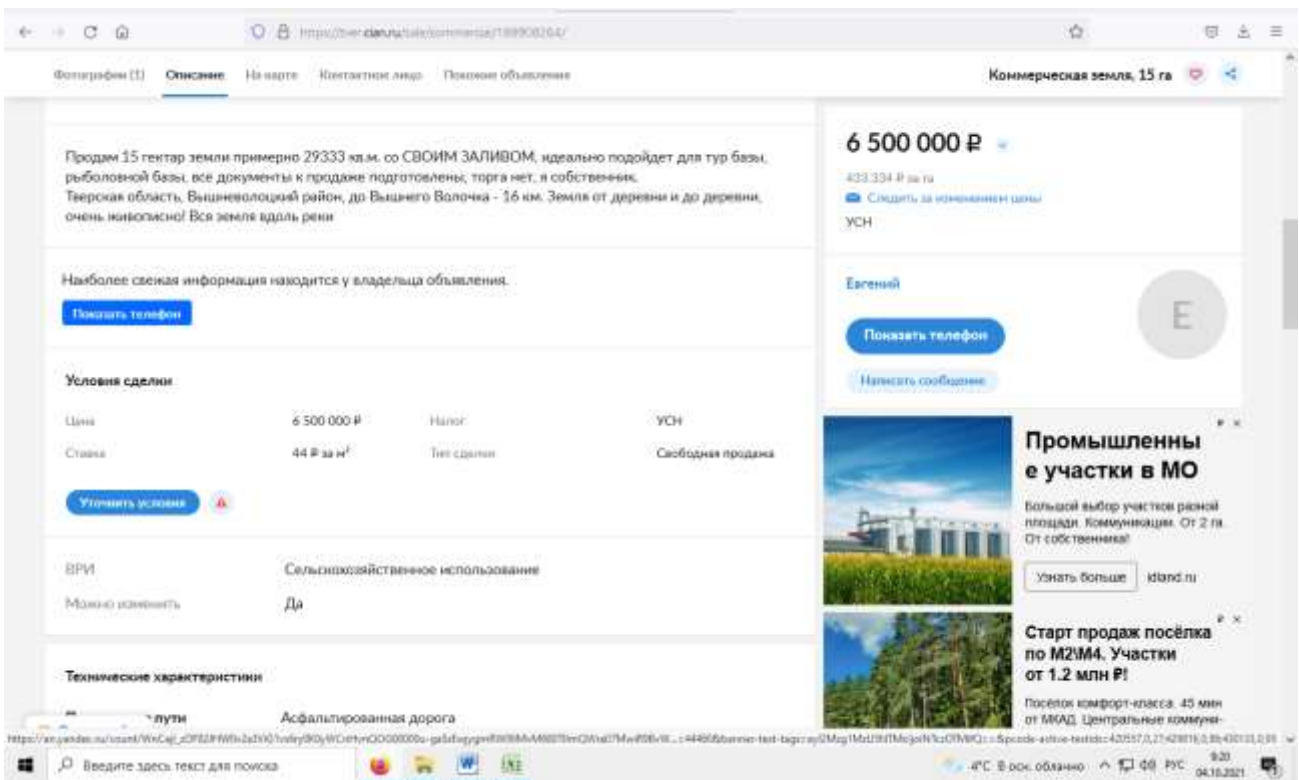 Фотографии (1) Описание На карте Контактное лицо Похожие объявления
Коммерческая земля, 15 га
Продам 15 гектар земли примерно 29333 кв.м. со СВОИМ ЗАЛИВОМ, идеально подойдет для тур базы,
рыболовной базы, все документы к продаже подготовлены, торга нет, я собственник.
Тверская область, Вышневолоцкий район, до Вышнего Волочка - 16 км. Земля от деревни и до деревни,
очень живописно! Вся земля вдоль реки
Наиболее свежая информация находится у владельца объявления.
Показать телефон
Условия сделки
Цена 6 500 000 ₽ Налог УСН
Ставка 44 ₽ за м² Тип сделки Свободная продажа
Уточнить условия
ВРИ Сельскохозяйственное использование
Можно изменить Да
Технические характеристики
пути Асфальтированная дорога
6 500 000 ₽
433 334 ₽ за га
Следить за изменением цены
УСН
Евгений
E
Показать телефон
Написать сообщение
Промышленны
е участки в МО
Большой выбор участков разной
площади. Коммуникации. От 2 га.
От собственника!
Узнать больше idland.ru
Старт продаж посёлка
по М2\М4. Участки
от 1.2 млн ₽!
Посёлок комфорт-класса. 45 мин
от МКАД. Центральные коммуни-
Введите здесь текст для поиска
4°C В осн. облачно РУС
9:20
04.10.2021